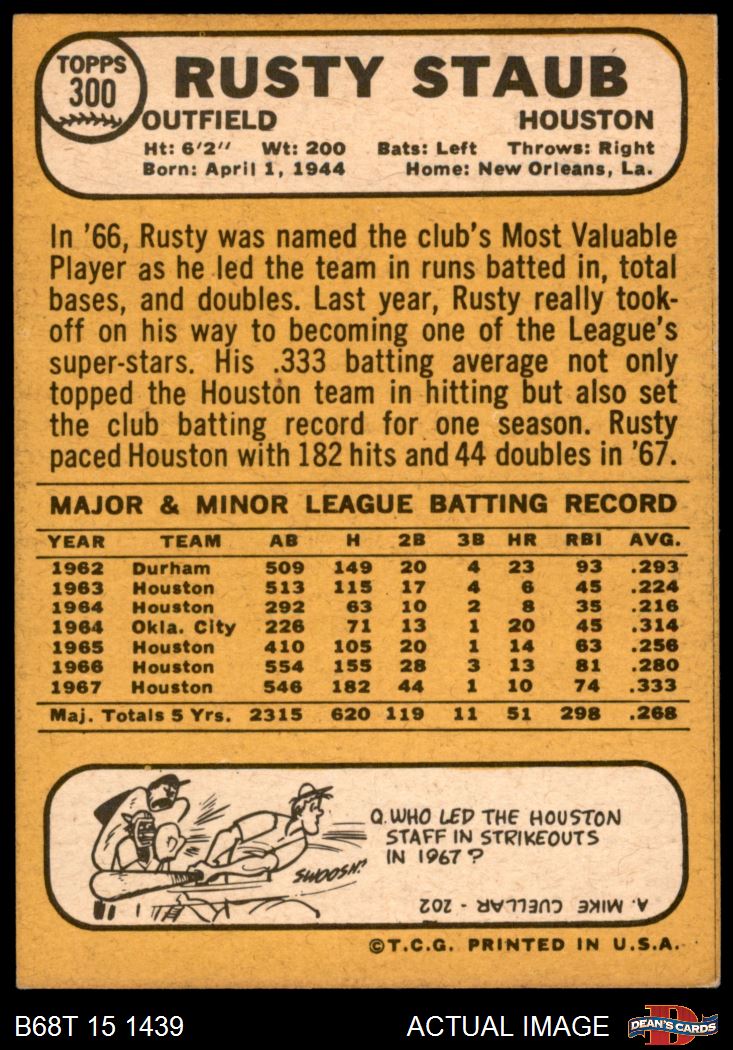 TOPPS
300
RUSTY STAUB
OUTFIELD HOUSTON
Ht: 6'2" Wt: 200 Bats: Left Throws: Right
Born: April 1, 1944 Home: New Orleans, La.
In '66, Rusty was named the club's Most Valuable
Player as he led the team in runs batted in, total
bases, and doubles. Last year, Rusty really took-
off on his way to becoming one of the League's
super-stars. His .333 batting average not only
topped the Houston team in hitting but also set
the club batting record for one season. Rusty
paced Houston with 182 hits and 44 doubles in '67.
MAJOR & MINOR LEAGUE BATTING RECORD
YEAR TEAM AB H 2B 3B HR RBI AVG.
1962 Durham 509 149 20 4 23 93 .293
1963 Houston 513 115 17 4 6 45 .224
1964 Houston 292 63 10 2 8 35 .216
1964 Okla. City 226 71 13 1 20 45 .314
1965 Houston 410 105 20 1 14 63 .256
1966 Houston 554 155 28 3 13 81 .280
1967 Houston 546 182 44 1 10 74 .333
Maj. Totals 5 Yrs. 2315 620 119 11 51 298 .268
Q. WHO LED THE HOUSTON
STAFF IN STRIKEOUTS
IN 1967?
SWOOSH!
A. MIKE CUELLAR - 202
©T.C.G. PRINTED IN U.S.A.
B68T 15 1439 ACTUAL IMAGE
D
DEAN'S CARDS